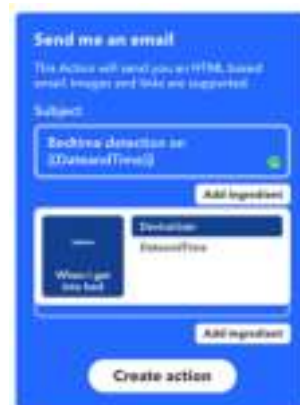 Send me an email
This Action will send you an HTML based
email. Images and links are supported.
Subject
Bedtime detection on
{{DateandTime}}
Add ingredient
When I get
into bed
DateandTime
Add ingredient
Create action